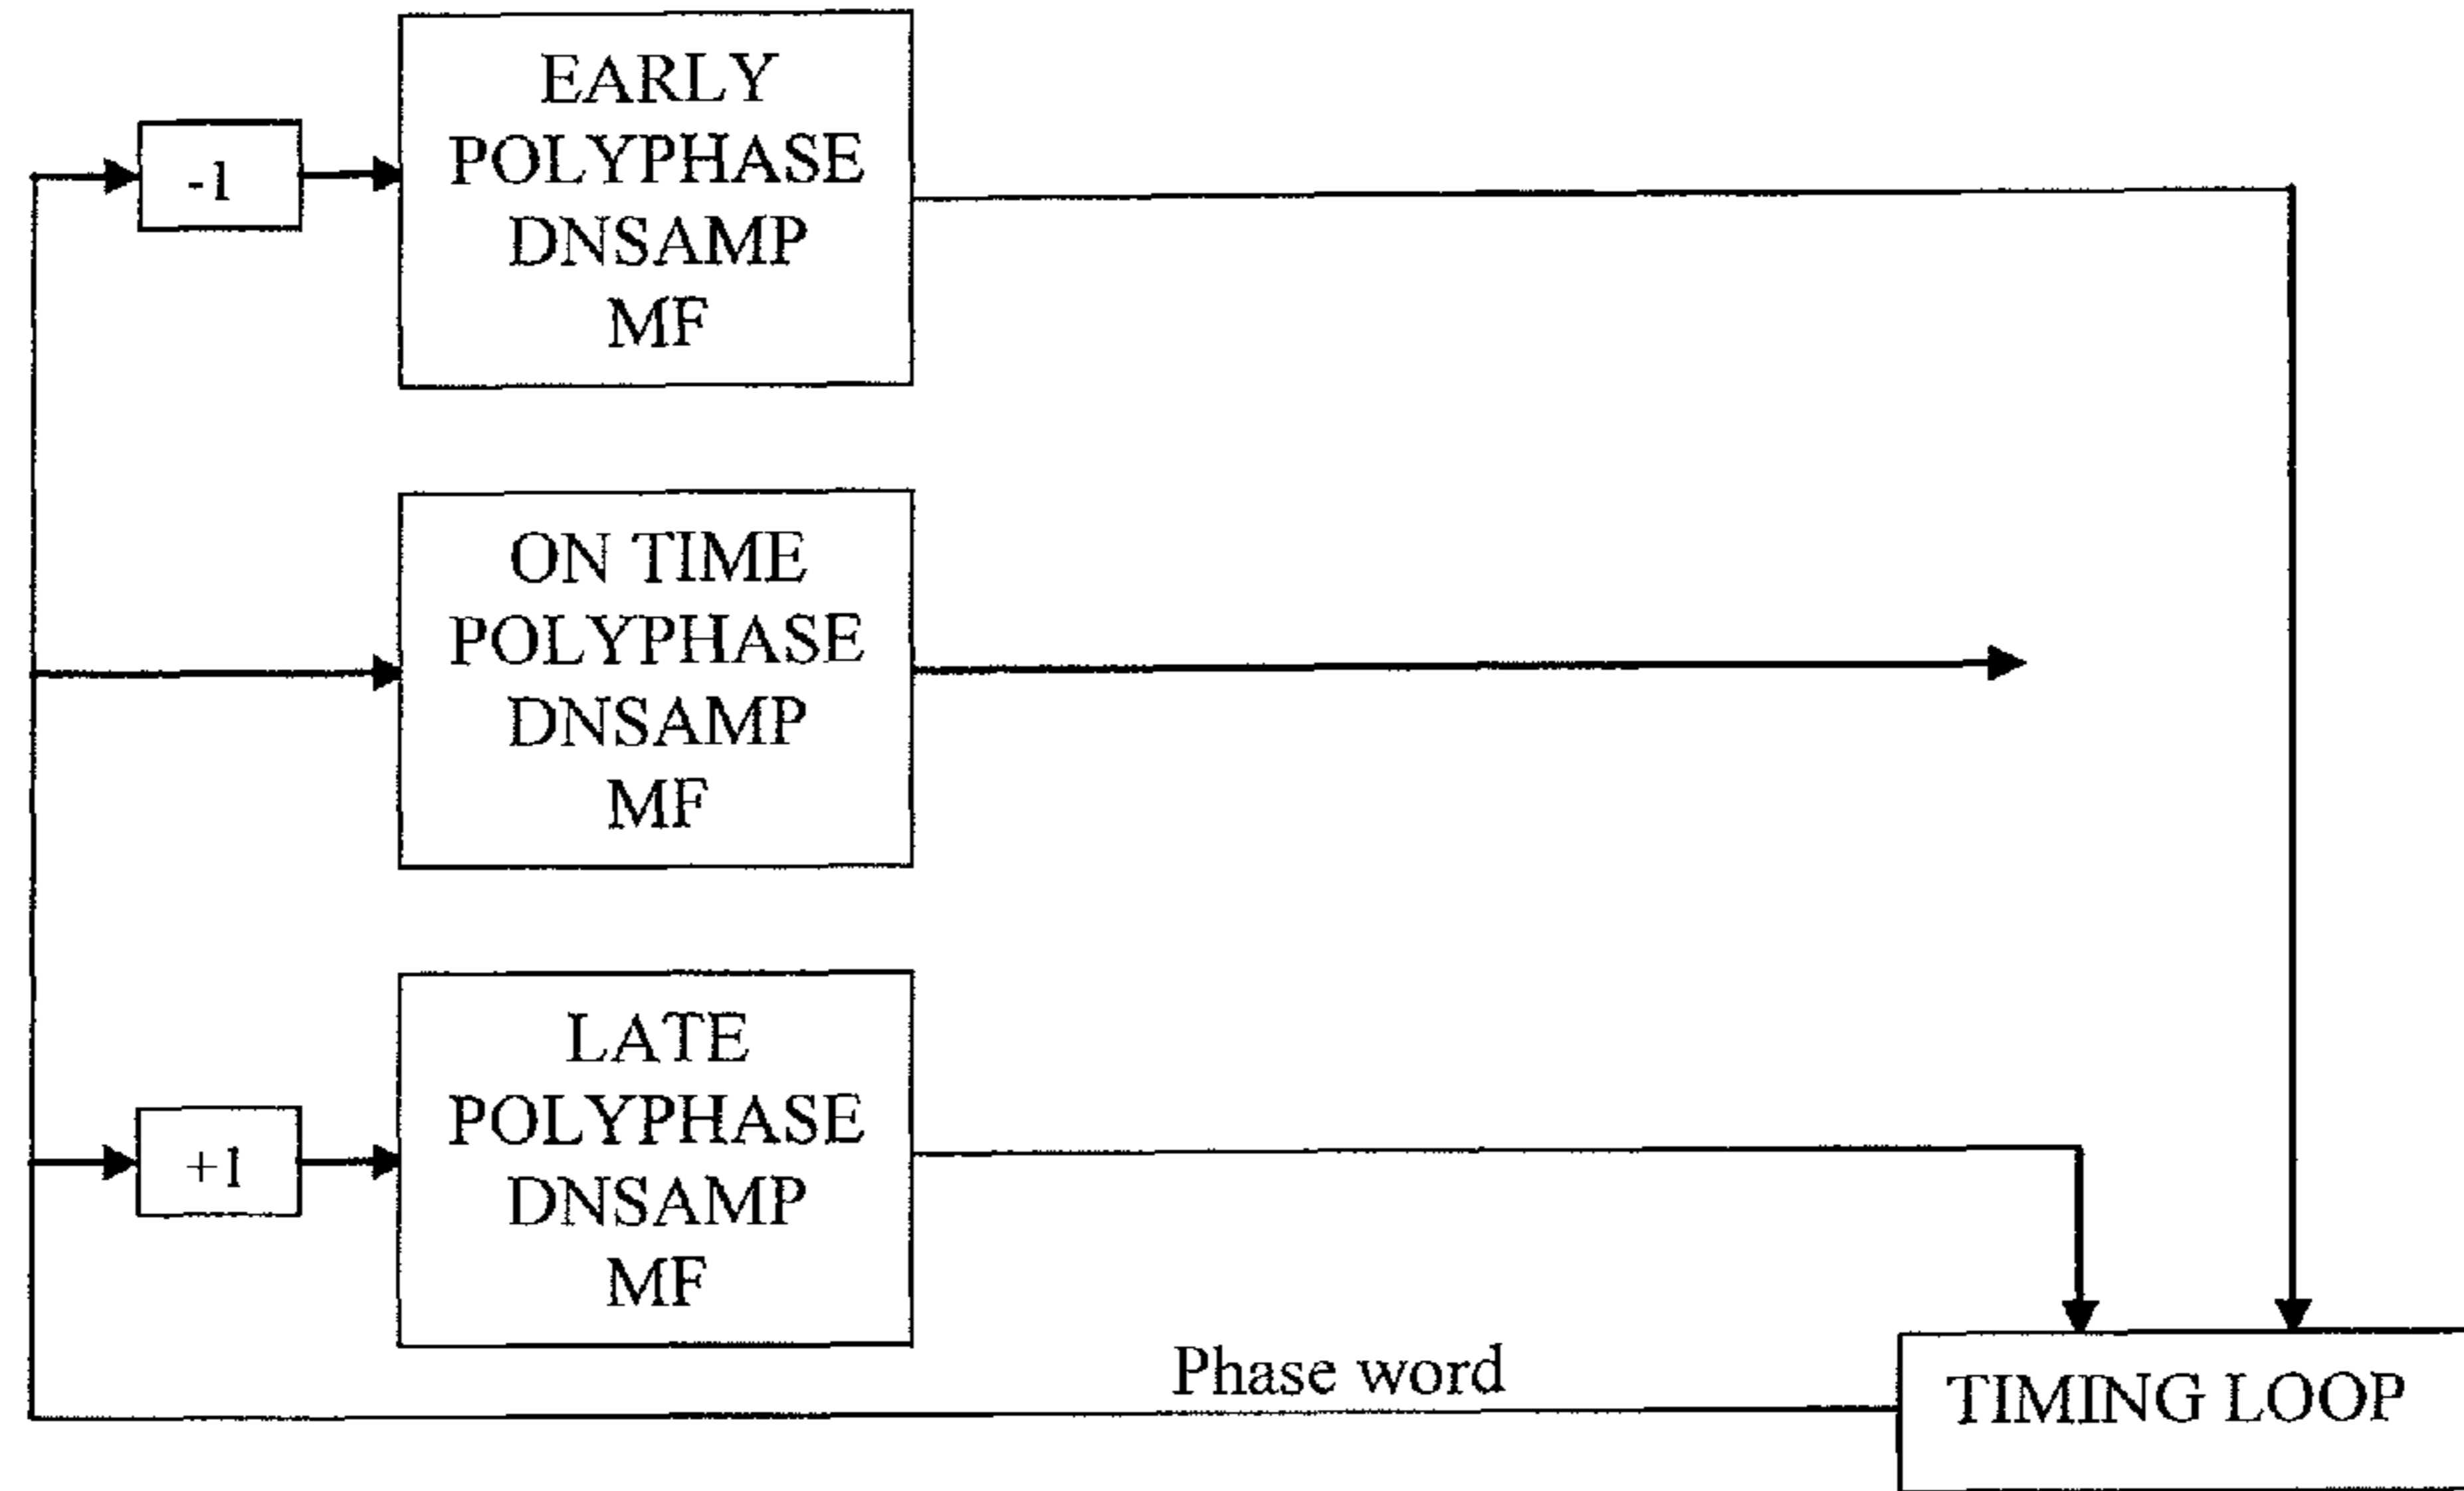 EARLY
POLYPHASE
DNSAMP
MF
-1
ON TIME
POLYPHASE
DNSAMP
MF
LATE
POLYPHASE
DNSAMP
MF
+1
Phase word
TIMING LOOP